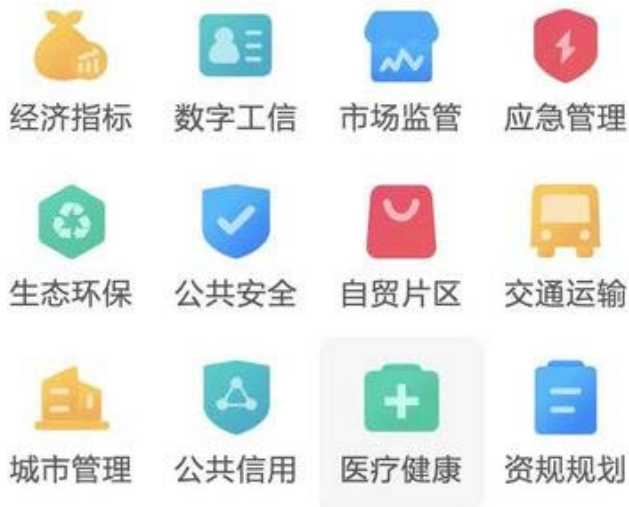 经济指标 数字工信 市场监管 应急管理
生态环保 公共安全 自贸片区 交通运输
城市管理 公共信用 医疗健康 资规规划